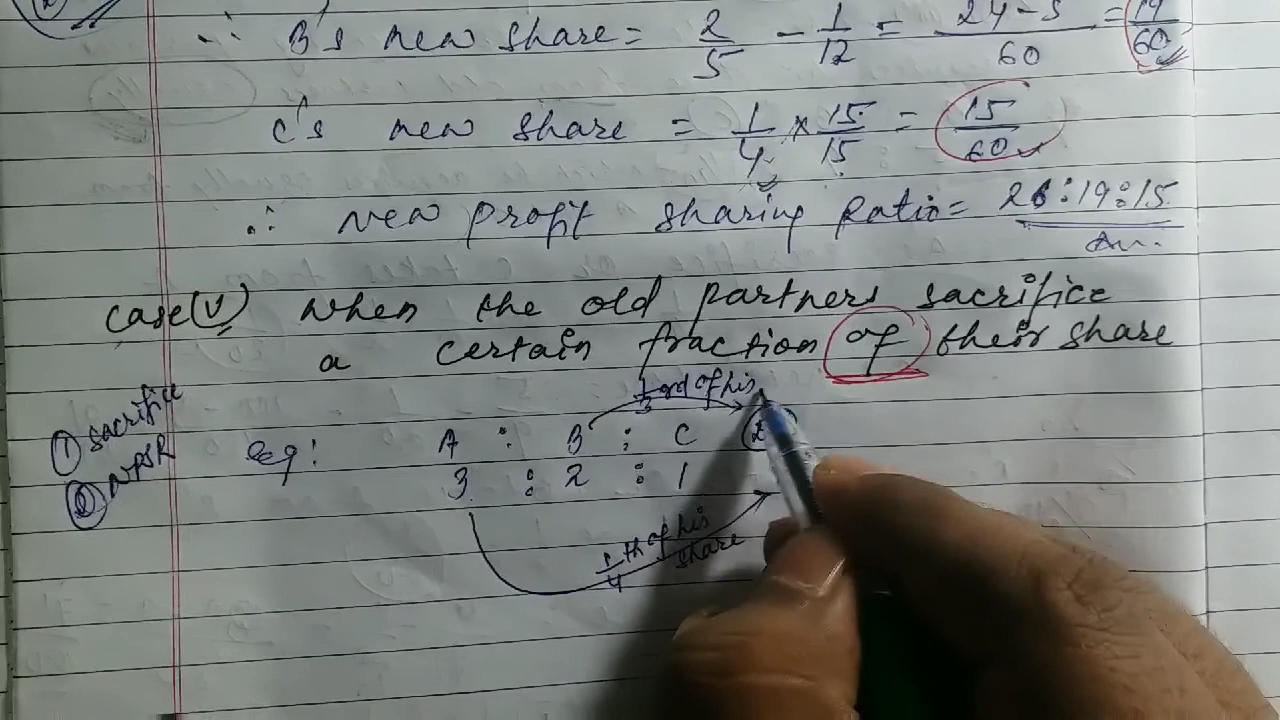 ∴ B's new share = 2/5 - 1/12 = 24-5/60 = 19/60
C's new share = 1/4 × 15/15 = 15/60
∴ New Profit Sharing Ratio = 26:19:15
Ans.
Case(V) When the old partners sacrifice
a certain fraction of their share
① Sacrifice
② NPSR
1/3rd of his
Eg! A : B : C
3 : 2 : 1
1/4th of his share